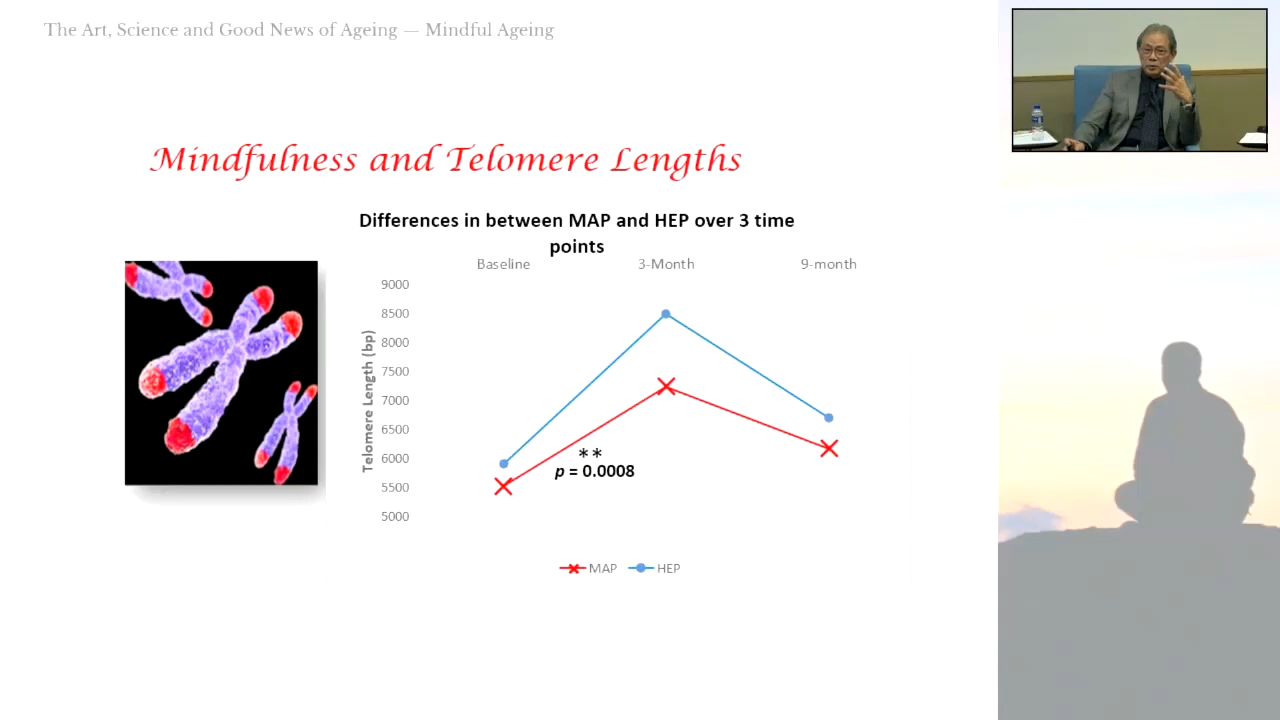 The Art, Science and Good News of Ageing — Mindful Ageing
Mindfulness and Telomere Lengths
Differences in between MAP and HEP over 3 time
points
Baseline 3-Month 9-month
Telomere Length (bp)
9000
8500
8000
7500
7000
6500
6000
5500
5000
**
p = 0.0008
MAP HEP